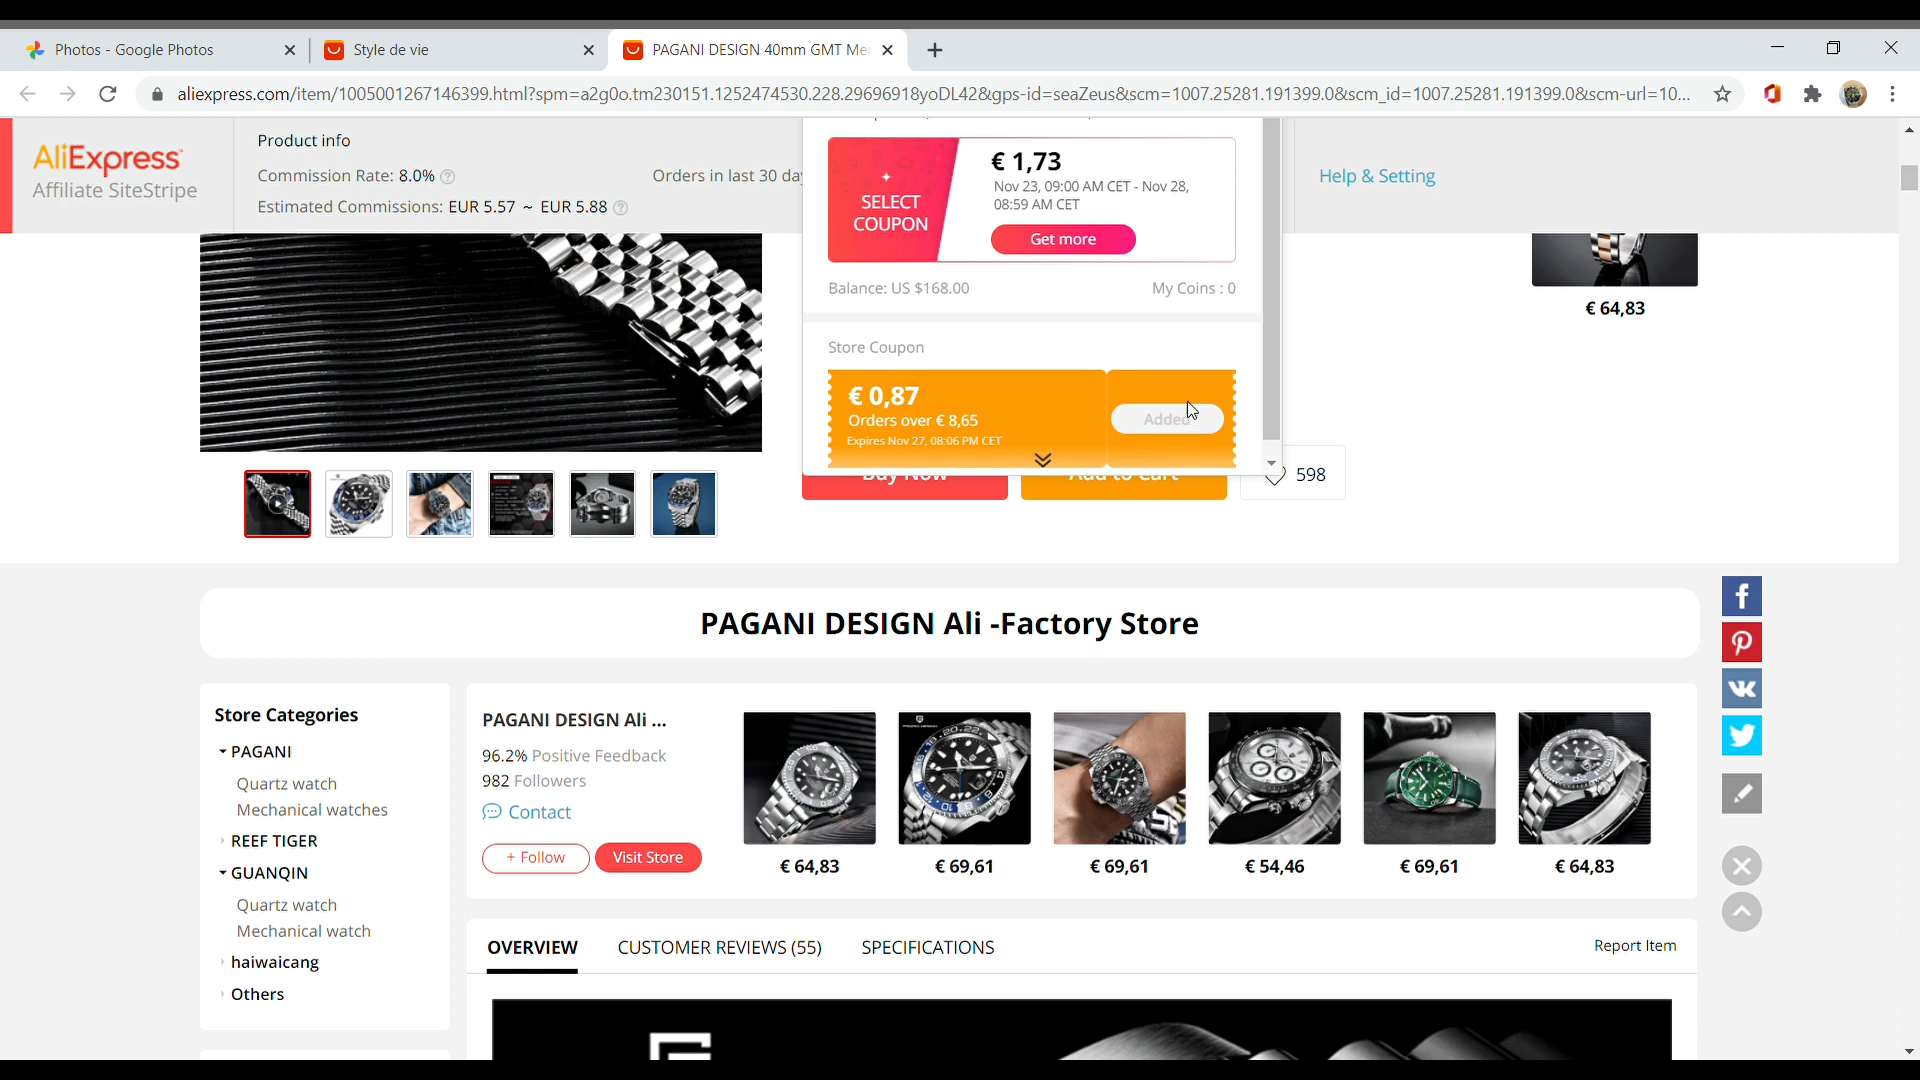 Photos - Google Photos
Style de vie
PAGANI DESIGN 40mm GMT Me
aliexpress.com/item/1005001267146399.html?spm=a2g0o.tm230151.1252474530.228.29696918yoDL42&gps-id=seaZeus&scm=1007.25281.191399.0&scm_id=1007.25281.191399.0&scm-url=10...
AliExpress
Affiliate SiteStripe
Product info
Commission Rate: 8.0%
Orders in last 30 day
Estimated Commissions: EUR 5.57 ~ EUR 5.88
Help & Setting
SELECT
COUPON
€ 1,73
Nov 23, 09:00 AM CET - Nov 28,
08:59 AM CET
Get more
Balance: US $168.00
My Coins : 0
Store Coupon
€ 0,87
Orders over € 8,65
Expires Nov 27, 08:06 PM CET
Added
€ 64,83
Buy Now
Add to Cart
598
PAGANI DESIGN Ali -Factory Store
Store Categories
PAGANI
Quartz watch
Mechanical watches
REEF TIGER
GUANQIN
Quartz watch
Mechanical watch
haiwaicang
Others
PAGANI DESIGN Ali ...
96.2% Positive Feedback
982 Followers
Contact
+ Follow
Visit Store
€ 64,83
€ 69,61
€ 69,61
€ 54,46
€ 69,61
€ 64,83
OVERVIEW
CUSTOMER REVIEWS (55)
SPECIFICATIONS
Report Item